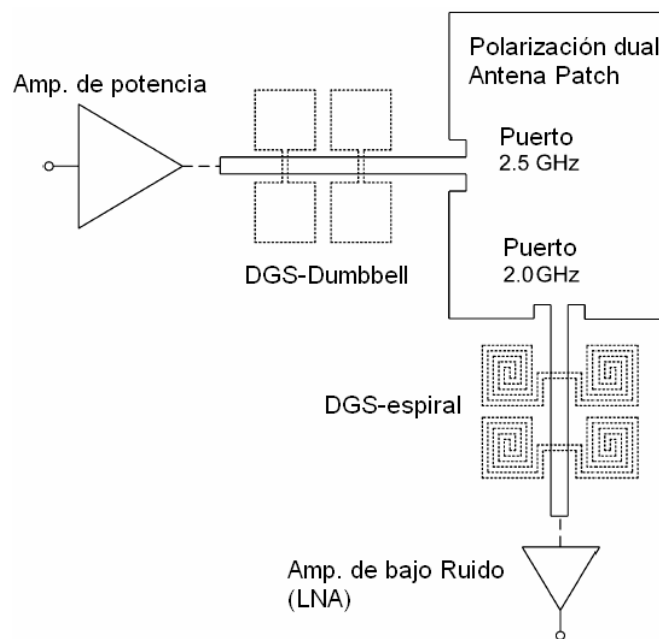 Polarización dual
Antena Patch
Amp. de potencia
Puerto
2.5 GHz
Puerto
2.0GHz
DGS-Dumbbell
DGS-espiral
Amp. de bajo Ruido
(LNA)